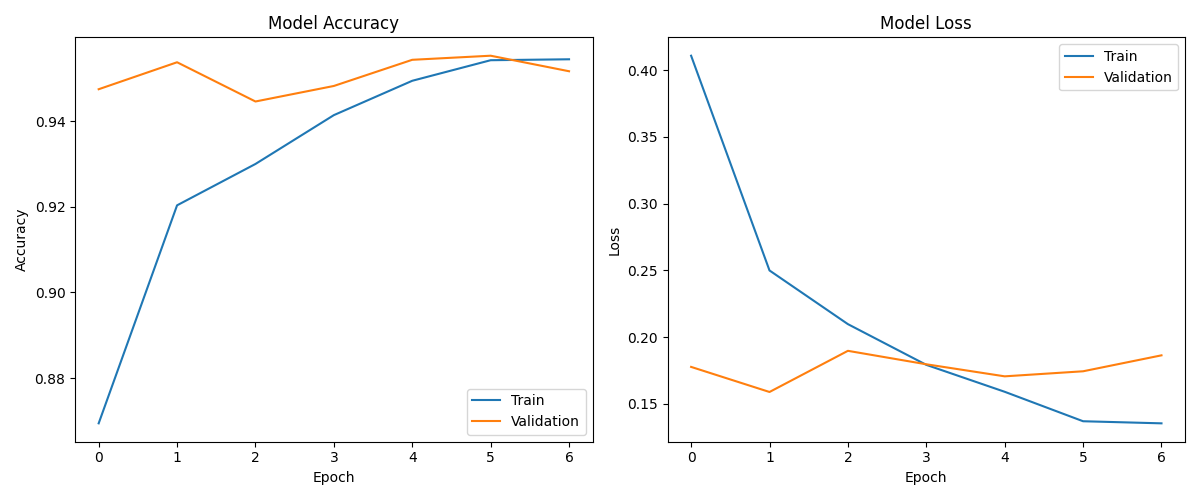 Model Accuracy
Accuracy
0.94
0.92
0.90
0.88
0 1 2 3 4 5 6
Epoch
Train
Validation
Model Loss
Loss
0.40
0.35
0.30
0.25
0.20
0.15
0 1 2 3 4 5 6
Epoch
Train
Validation